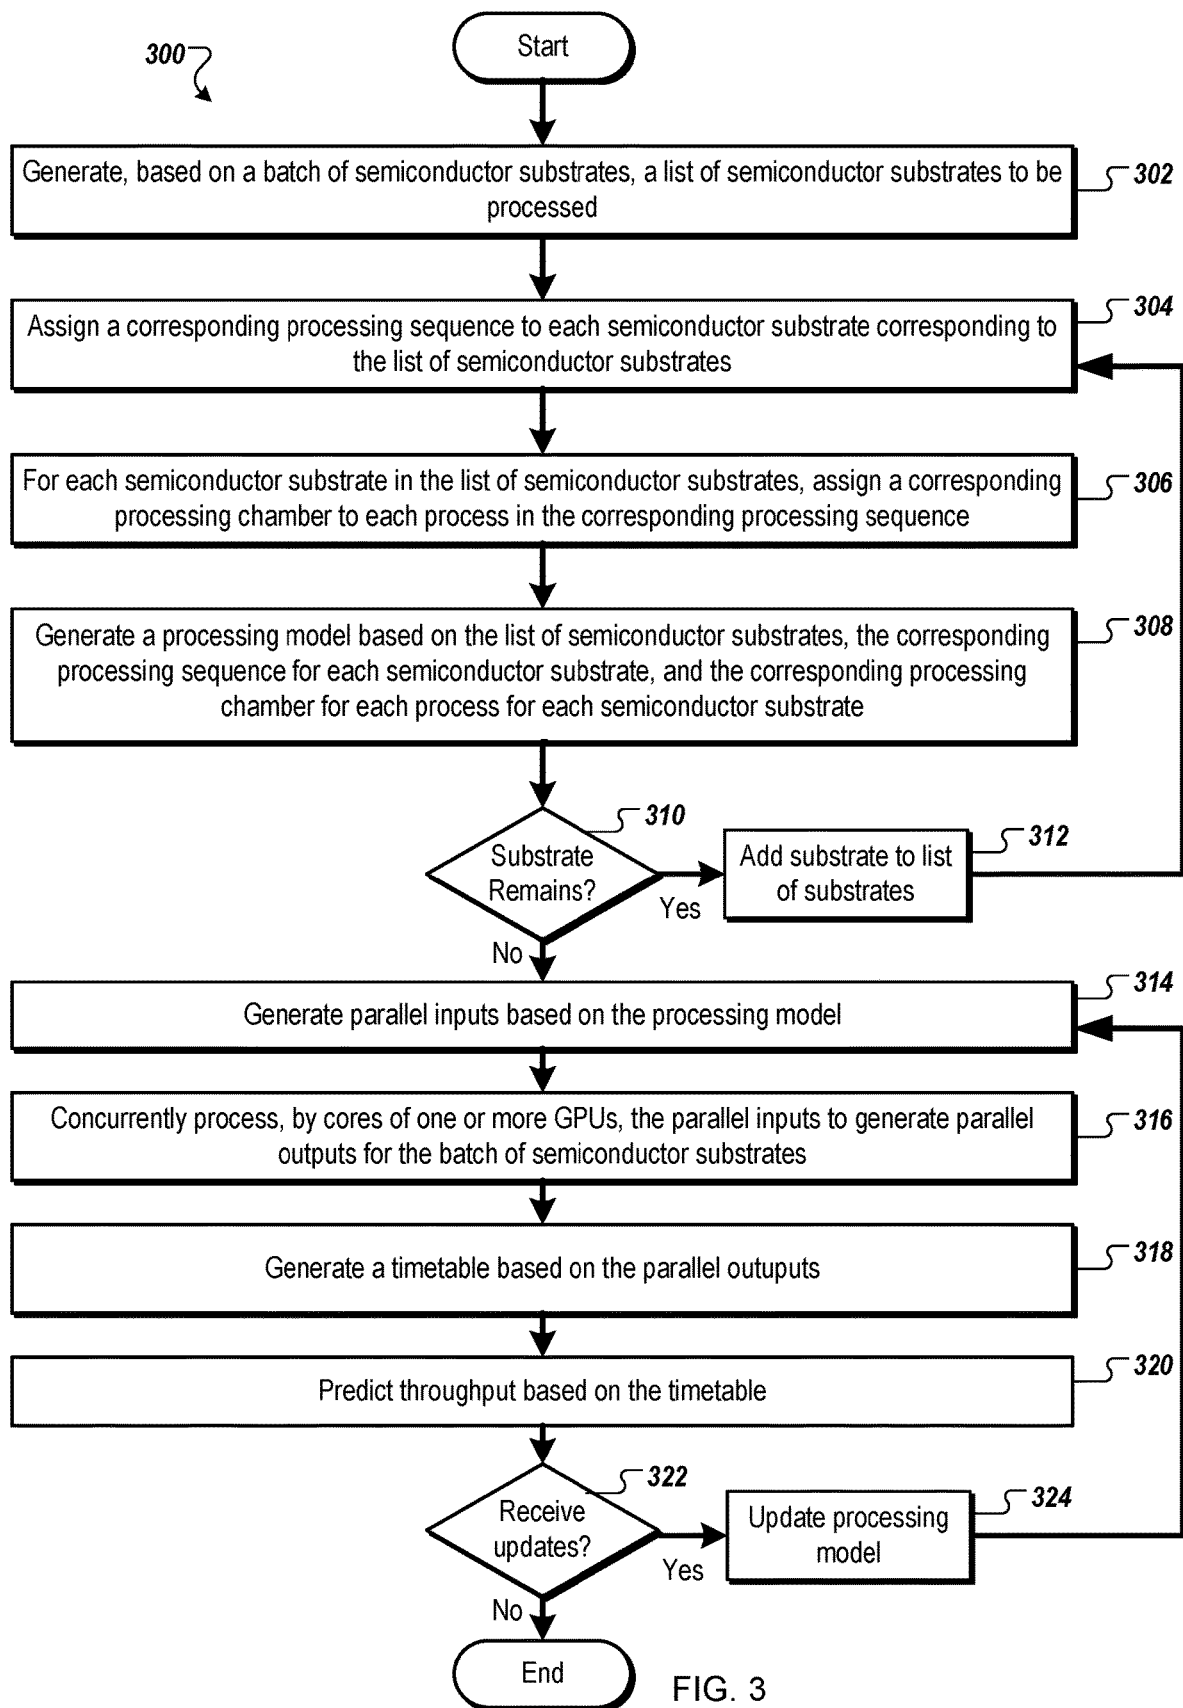 Start
300
Generate, based on a batch of semiconductor substrates, a list of semiconductor substrates to be
processed
302
Assign a corresponding processing sequence to each semiconductor substrate corresponding to
the list of semiconductor substrates
304
For each semiconductor substrate in the list of semiconductor substrates, assign a corresponding
processing chamber to each process in the corresponding processing sequence
306
Generate a processing model based on the list of semiconductor substrates, the corresponding
processing sequence for each semiconductor substrate, and the corresponding processing
chamber for each process for each semiconductor substrate
308
310
Substrate
Remains?
Yes
Add substrate to list
of substrates
312
No
Generate parallel inputs based on the processing model
314
Concurrently process, by cores of one or more GPUs, the parallel inputs to generate parallel
outputs for the batch of semiconductor substrates
316
Generate a timetable based on the parallel outuputs
318
Predict throughput based on the timetable
320
322
Receive
updates?
Yes
Update processing
model
324
No
End
FIG. 3